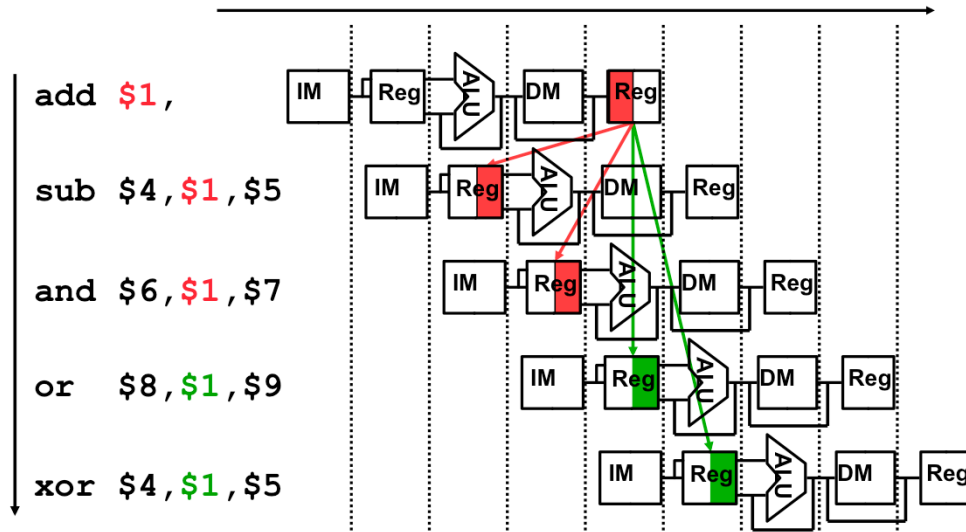 add $1,
IM Reg ALU DM Reg
sub $4,$1,$5
IM Reg ALU DM Reg
and $6,$1,$7
IM Reg ALU DM Reg
or $8,$1,$9
IM Reg ALU DM Reg
xor $4,$1,$5
IM Reg ALU DM Reg